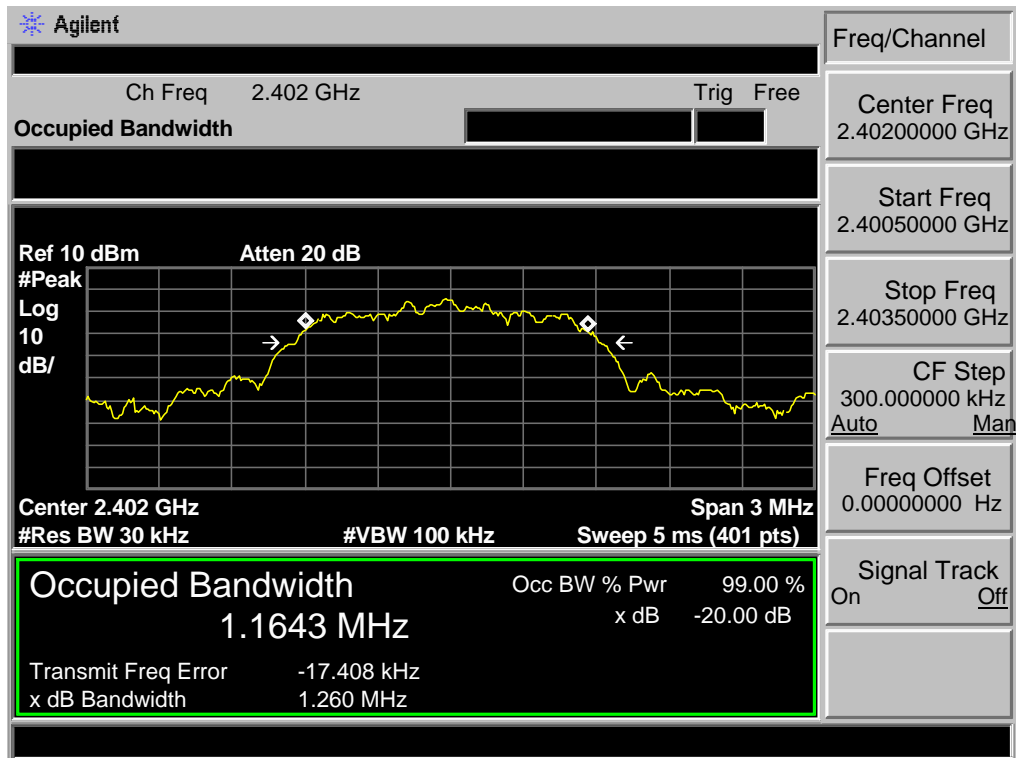 Agilent
Freq/Channel
Ch Freq 2.402 GHz Trig Free
Occupied Bandwidth
Center Freq
2.40200000 GHz
Start Freq
2.40050000 GHz
Ref 10 dBm Atten 20 dB
#Peak
Log
10
dB/
Stop Freq
2.40350000 GHz
CF Step
300.000000 kHz
Auto Man
Center 2.402 GHz Span 3 MHz
#Res BW 30 kHz #VBW 100 kHz Sweep 5 ms (401 pts)
Freq Offset
0.00000000 Hz
Occupied Bandwidth Occ BW % Pwr 99.00 %
1.1643 MHz x dB -20.00 dB
Transmit Freq Error -17.408 kHz
x dB Bandwidth 1.260 MHz
Signal Track
On Off